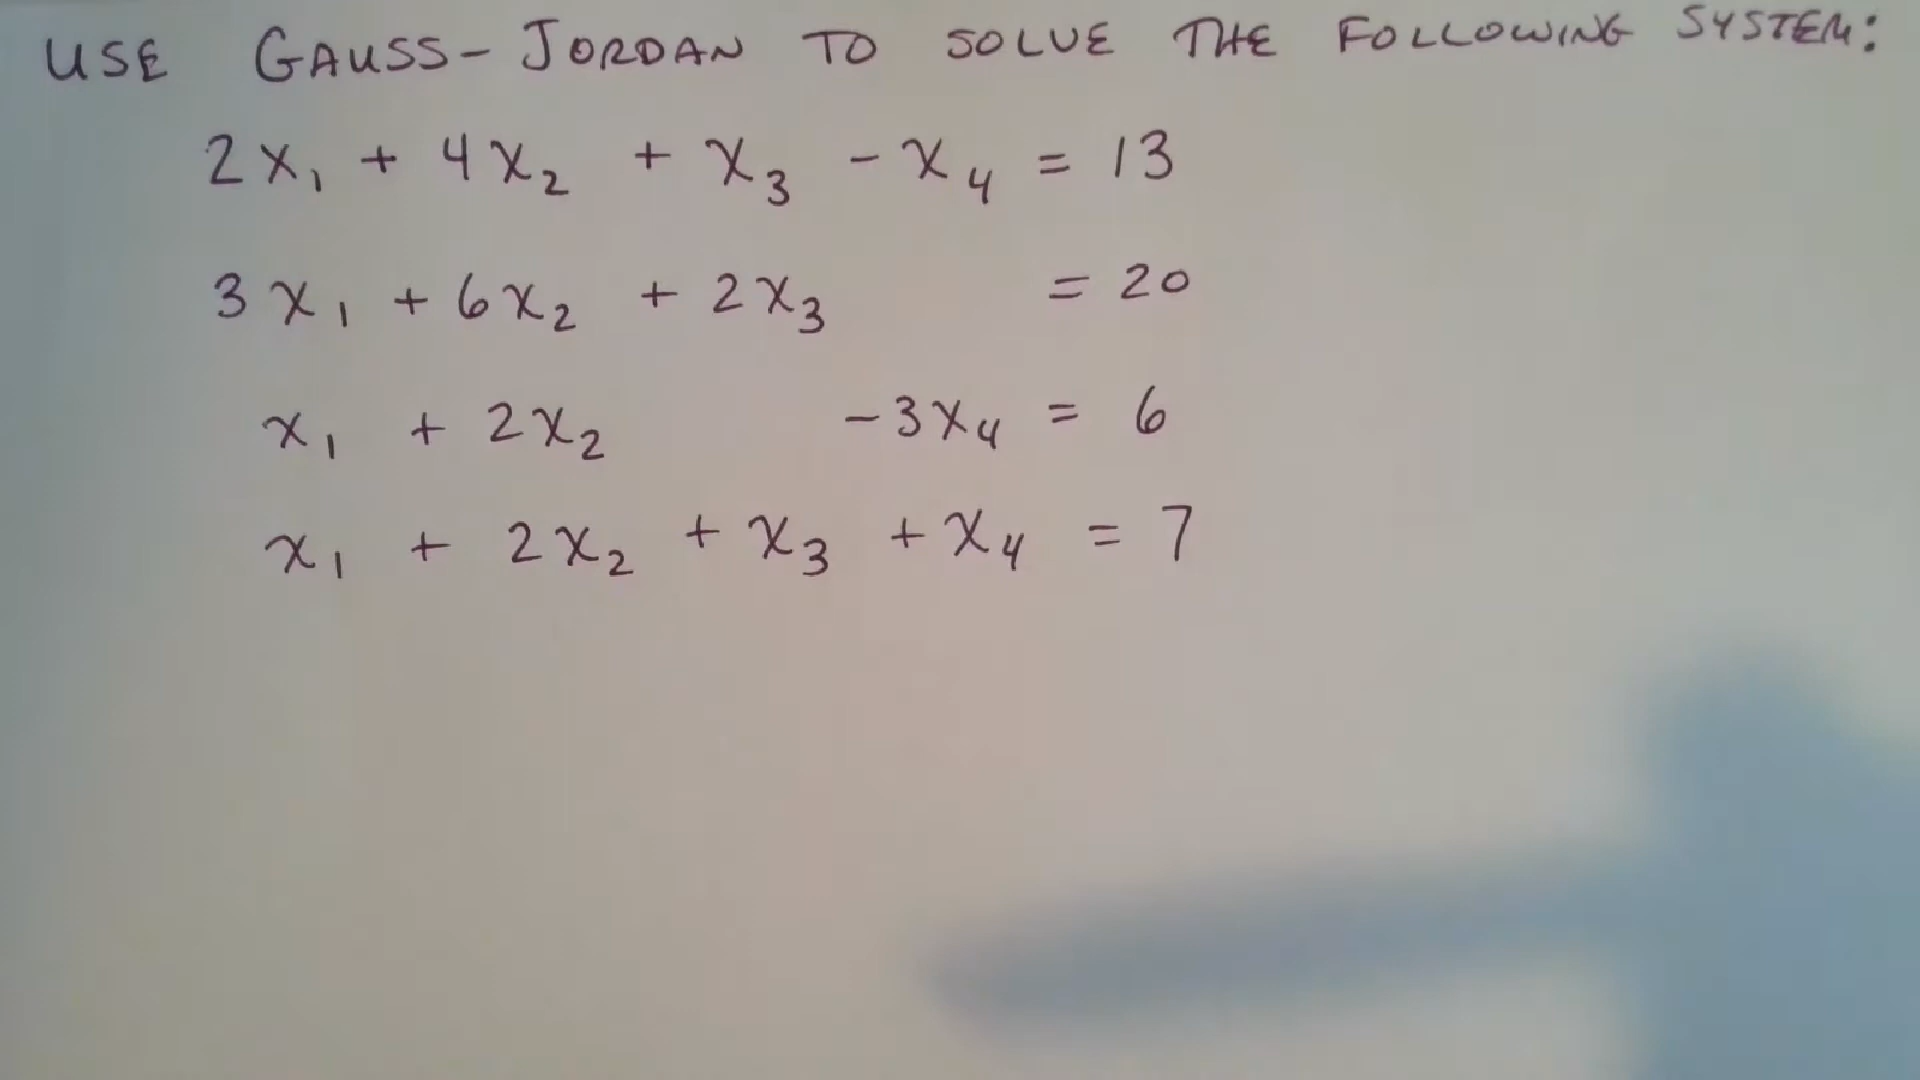 USE GAUSS-JORDAN TO SOLVE THE FOLLOWING SYSTEM:
2x₁ + 4x₂ + x₃ - x₄ = 13
3x₁ + 6x₂ + 2x₃ = 20
x₁ + 2x₂ - 3x₄ = 6
x₁ + 2x₂ + x₃ + x₄ = 7